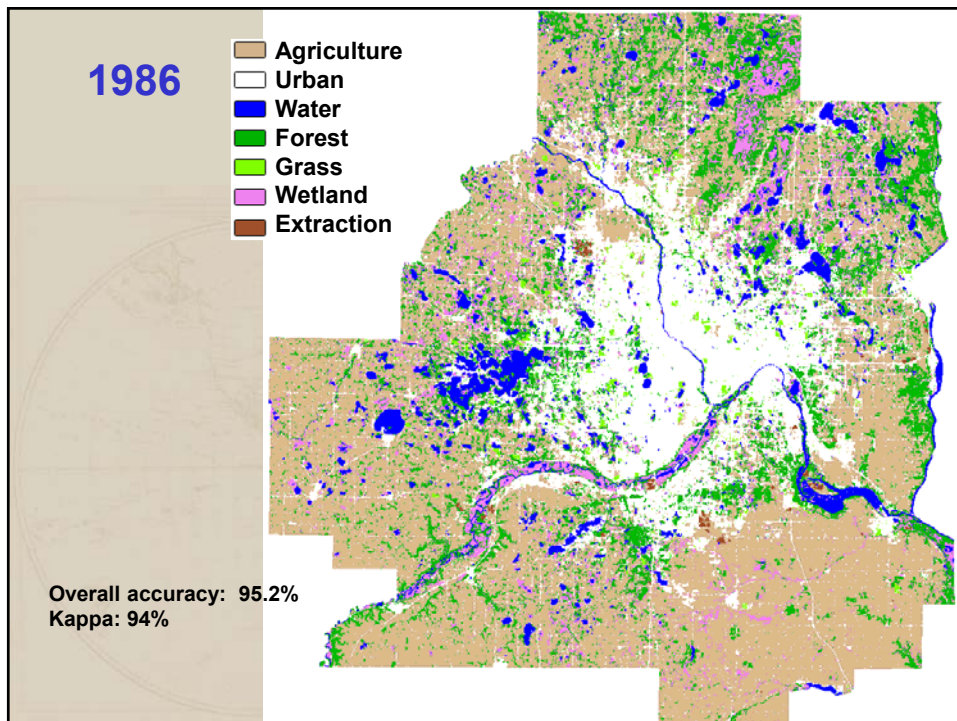 1986
Agriculture
Urban
Water
Forest
Grass
Wetland
Extraction
Overall accuracy: 95.2%
Kappa: 94%